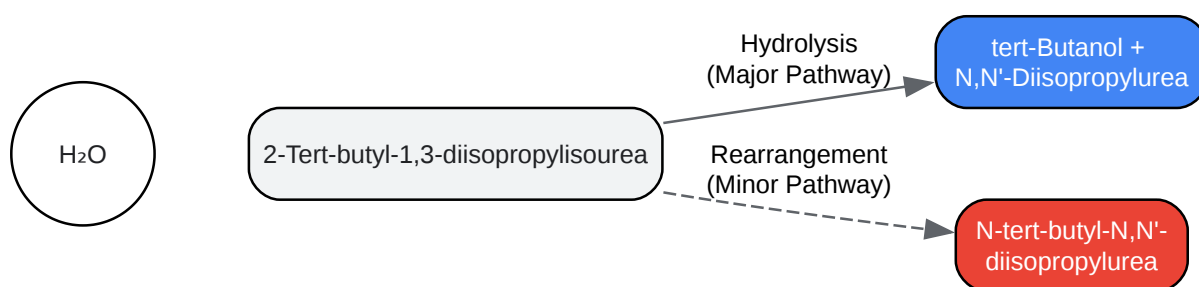 H₂O
2-Tert-butyl-1,3-diisopropylisourea
Hydrolysis
(Major Pathway)
tert-Butanol +
N,N'-Diisopropylurea
Rearrangement
(Minor Pathway)
N-tert-butyl-N,N'-
diisopropylurea